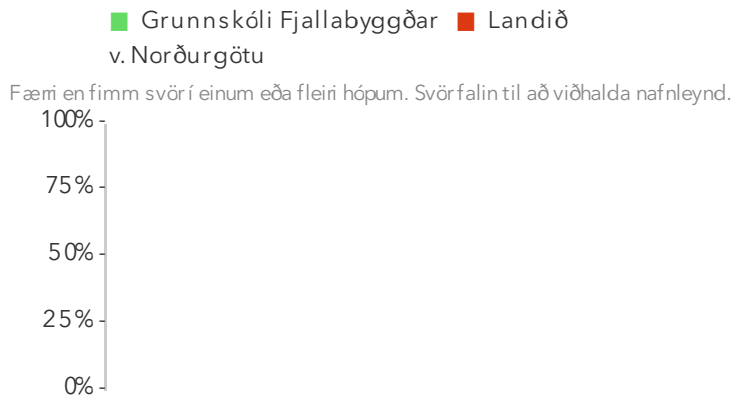 Grunnskóli Fjallabyggðar Landið
v. Norðurgötu
Færri en fimm svör í einum eða fleiri hópum. Svör falin til að viðhalda nafnleynd.
100%
75%
50%
25%
0%